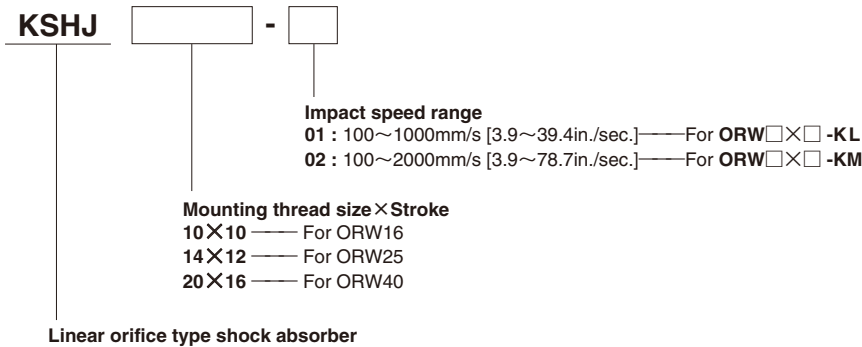 KSHJ -
Impact speed range
01 : 100～1000mm/s [3.9～39.4in./sec.]───For ORW□×□ -KL
02 : 100～2000mm/s [3.9～78.7in./sec.]───For ORW□×□ -KM
Mounting thread size×Stroke
10×10 ─── For ORW16
14×12 ─── For ORW25
20×16 ─── For ORW40
Linear orifice type shock absorber